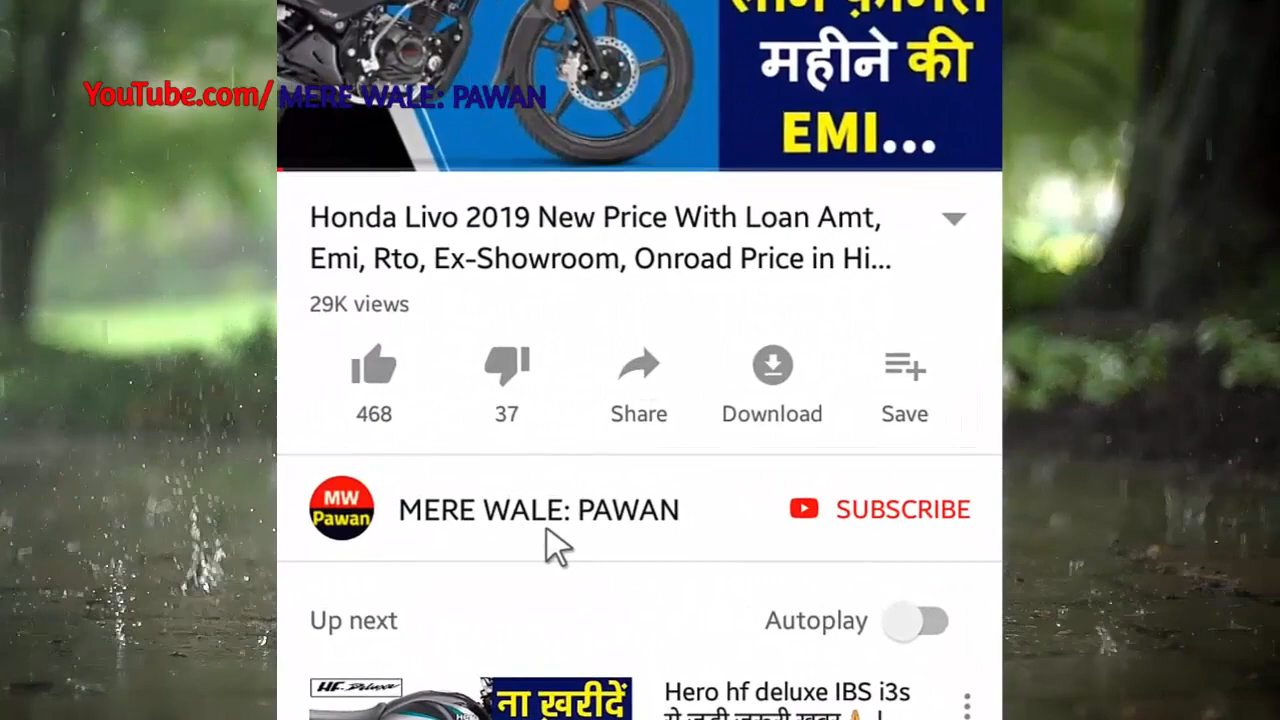 महीने की
EMI...
YouTube.com/ MERE WALE: PAWAN
Honda Livo 2019 New Price With Loan Amt,
Emi, Rto, Ex-Showroom, Onroad Price in Hi...
29K views
468
37
Share
Download
Save
MW
Pawan
MERE WALE: PAWAN
SUBSCRIBE
Up next
Autoplay
HF Deluxe
ना खरीदें
Hero hf deluxe IBS i3s